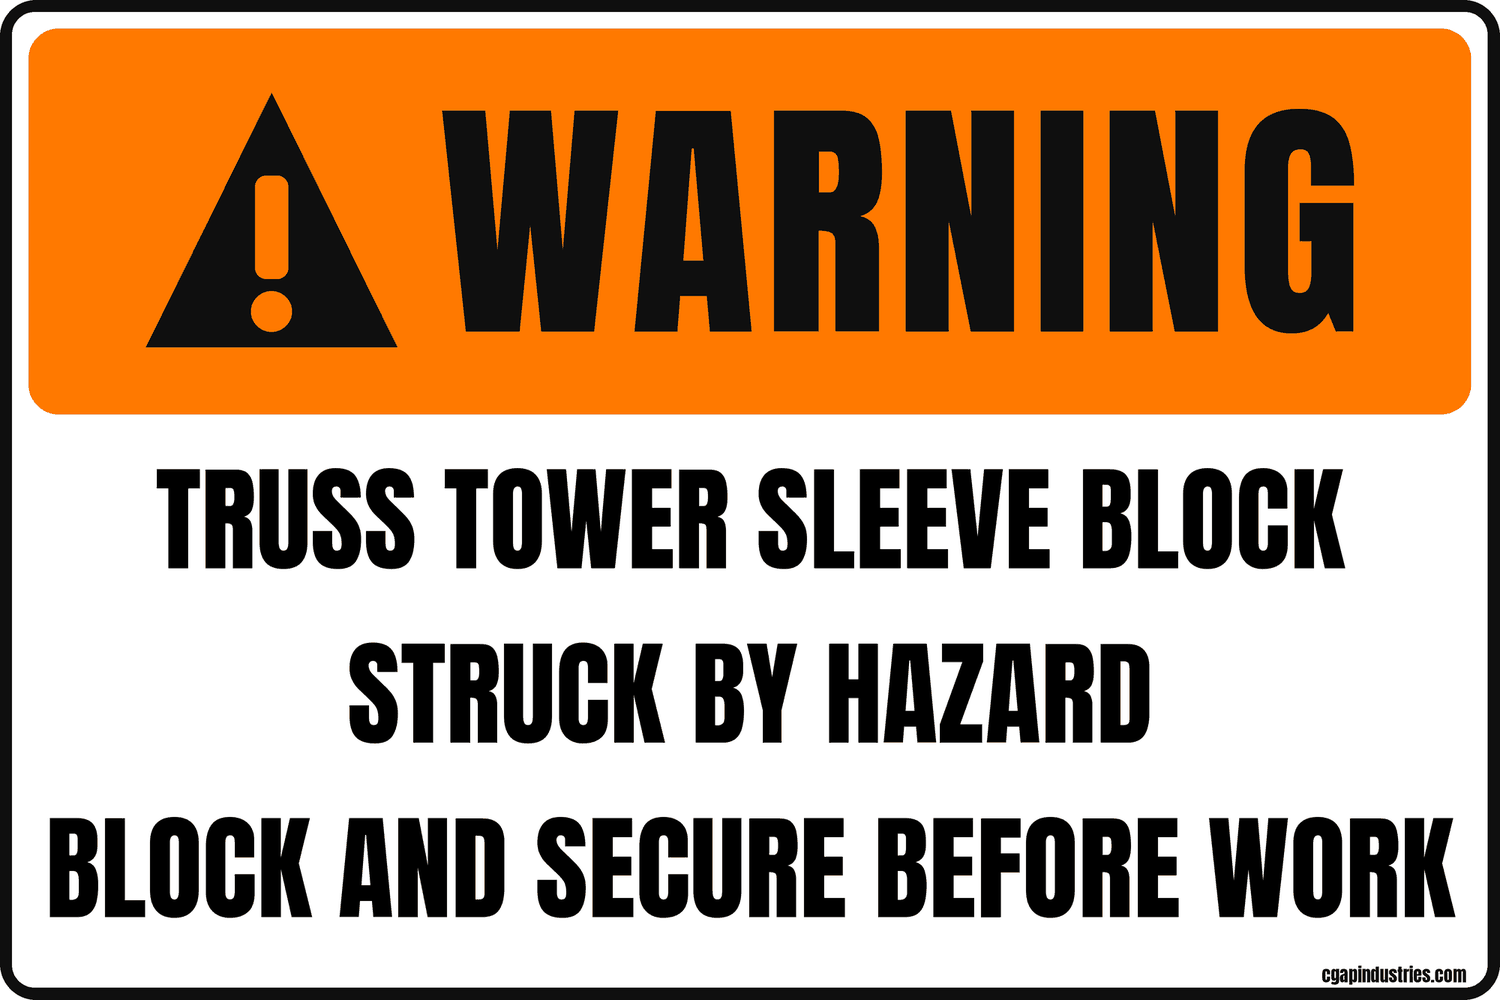 WARNING
TRUSS TOWER SLEEVE BLOCK
STRUCK BY HAZARD
BLOCK AND SECURE BEFORE WORK
cgapindustries.com